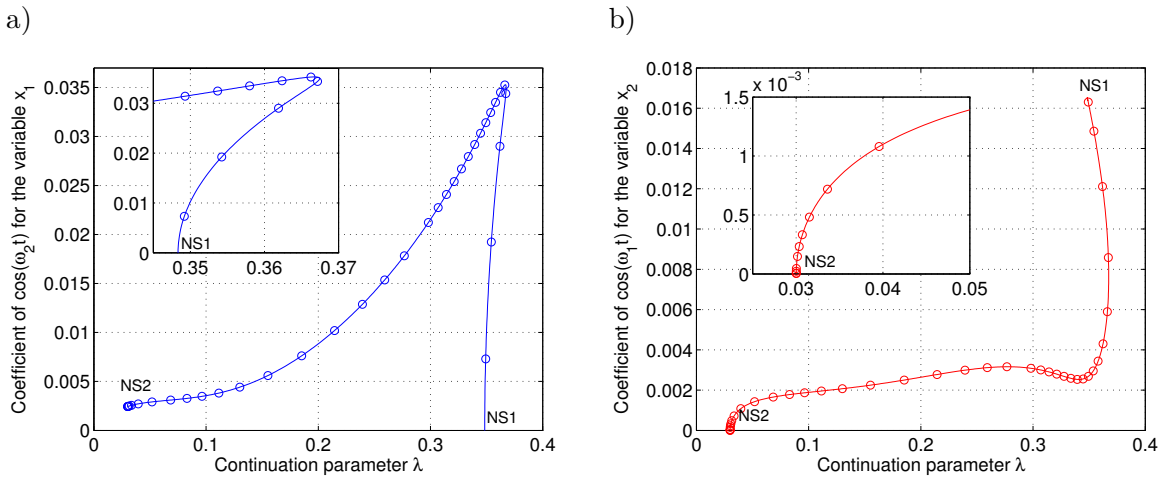 a)
Coefficient of cos(ω₂t) for the variable x₁
0.035
0.03
0.025
0.02
0.015
0.01
0.005
0
0 0.1 0.2 0.3 0.4
Continuation parameter λ
NS2
NS1
0.03
0.02
0.01
0
0.35 0.36 0.37
NS1
b)
Coefficient of cos(ω₁t) for the variable x₂
0.018
0.016
0.014
0.012
0.01
0.008
0.006
0.004
0.002
0
0 0.1 0.2 0.3 0.4
Continuation parameter λ
NS1
NS2
x 10⁻³
1.5
1
0.5
0
0.03 0.04 0.05
NS2